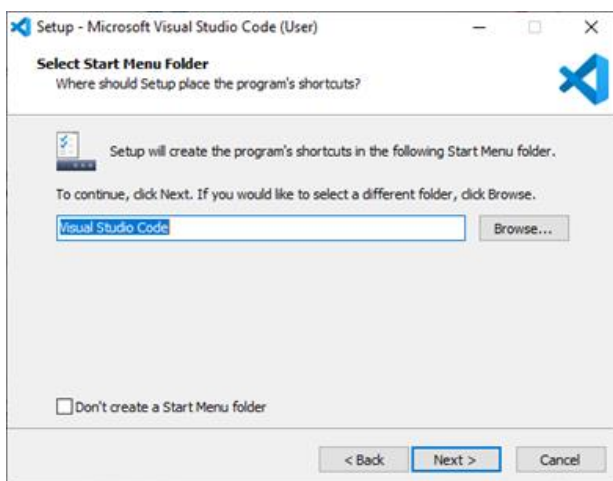 Setup - Microsoft Visual Studio Code (User)
Select Start Menu Folder
Where should Setup place the program's shortcuts?
Setup will create the program's shortcuts in the following Start Menu folder.
To continue, click Next. If you would like to select a different folder, click Browse.
Visual Studio Code
Browse...
Don't create a Start Menu folder
< Back Next > Cancel